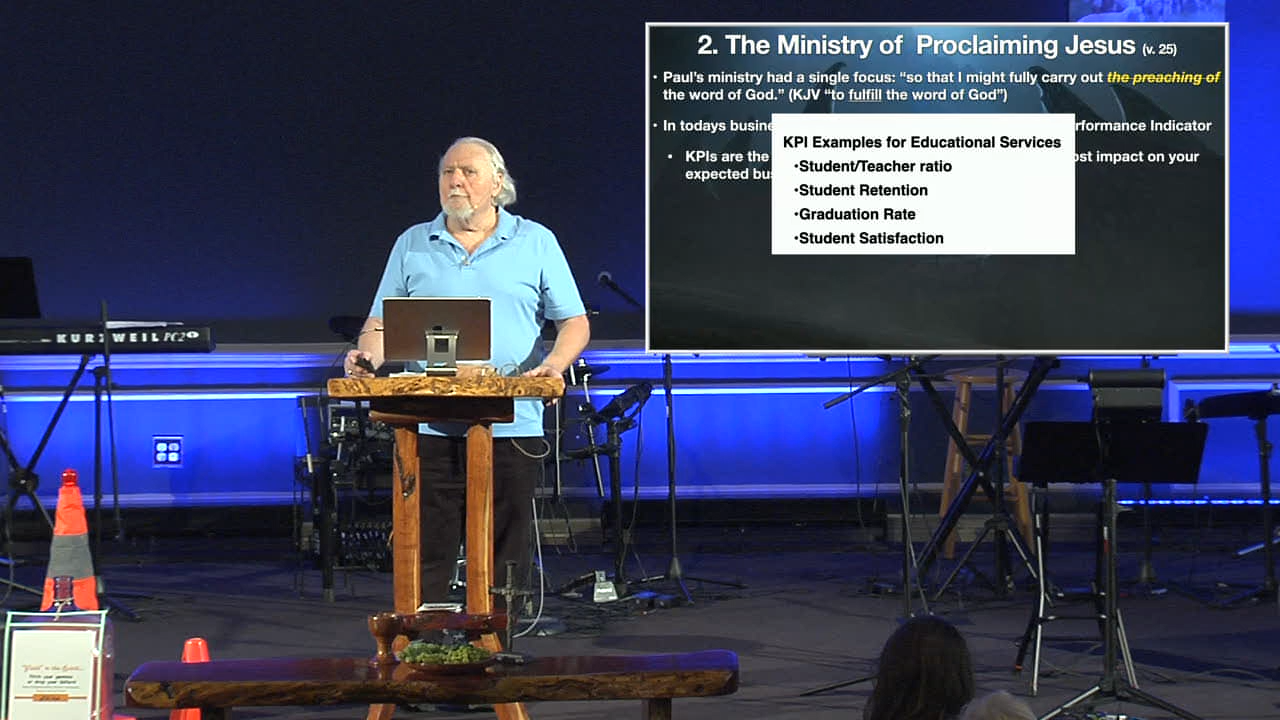 2. The Ministry of Proclaiming Jesus (v. 25)
• Paul's ministry had a single focus: “so that I might fully carry out the preaching of
the word of God.” (KJV “to fulfill the word of God”)
• In todays busine
rformance Indicator
• KPIs are the
ost impact on your
expected bus
KPI Examples for Educational Services
•Student/Teacher ratio
•Student Retention
•Graduation Rate
•Student Satisfaction
KURZWEIL PC2